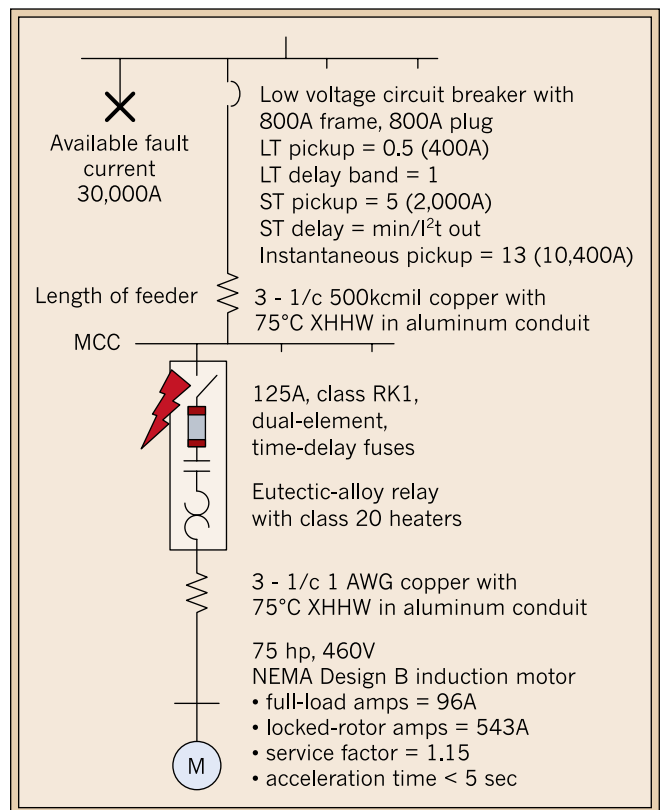 Available fault
current
30,000A
Low voltage circuit breaker with
800A frame, 800A plug
LT pickup = 0.5 (400A)
LT delay band = 1
ST pickup = 5 (2,000A)
ST delay = min/I²t out
Instantaneous pickup = 13 (10,400A)
Length of feeder
3 - 1/c 500kcmil copper with
75°C XHHW in aluminum conduit
MCC
125A, class RK1,
dual-element,
time-delay fuses
Eutectic-alloy relay
with class 20 heaters
3 - 1/c 1 AWG copper with
75°C XHHW in aluminum conduit
75 hp, 460V
NEMA Design B induction motor
• full-load amps = 96A
• locked-rotor amps = 543A
• service factor = 1.15
• acceleration time < 5 sec
M